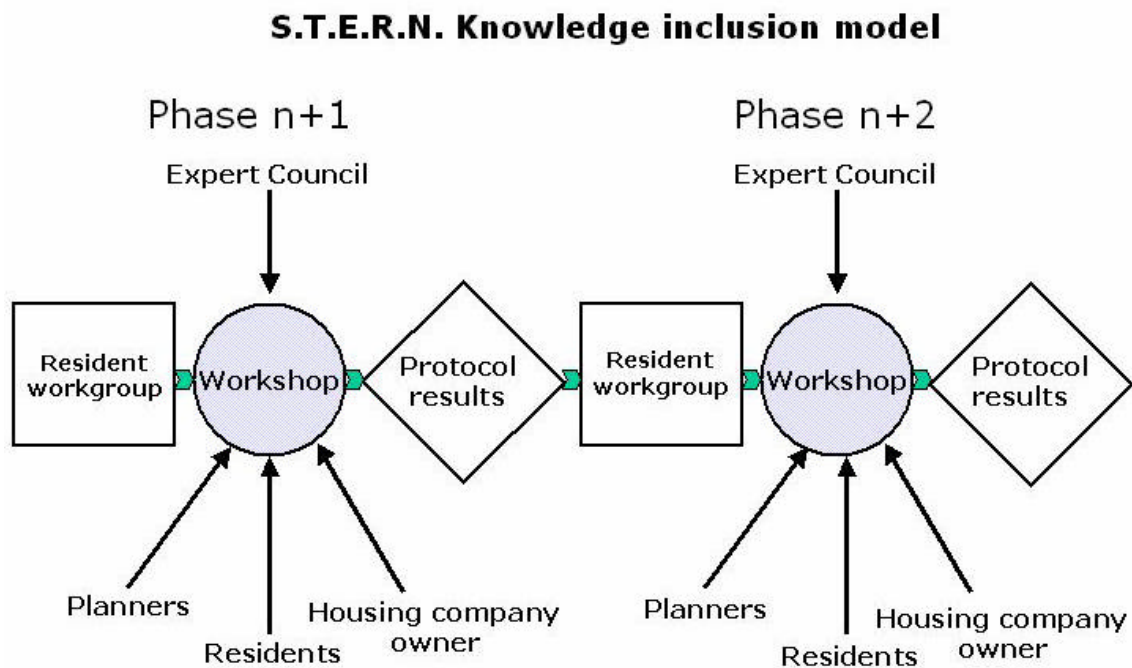 S.T.E.R.N. Knowledge inclusion model
Phase n+1
Expert Council
Resident
workgroup
Workshop
Protocol
results
Planners
Residents
Housing company
owner
Phase n+2
Expert Council
Resident
workgroup
Workshop
Protocol
results
Planners
Residents
Housing company
owner